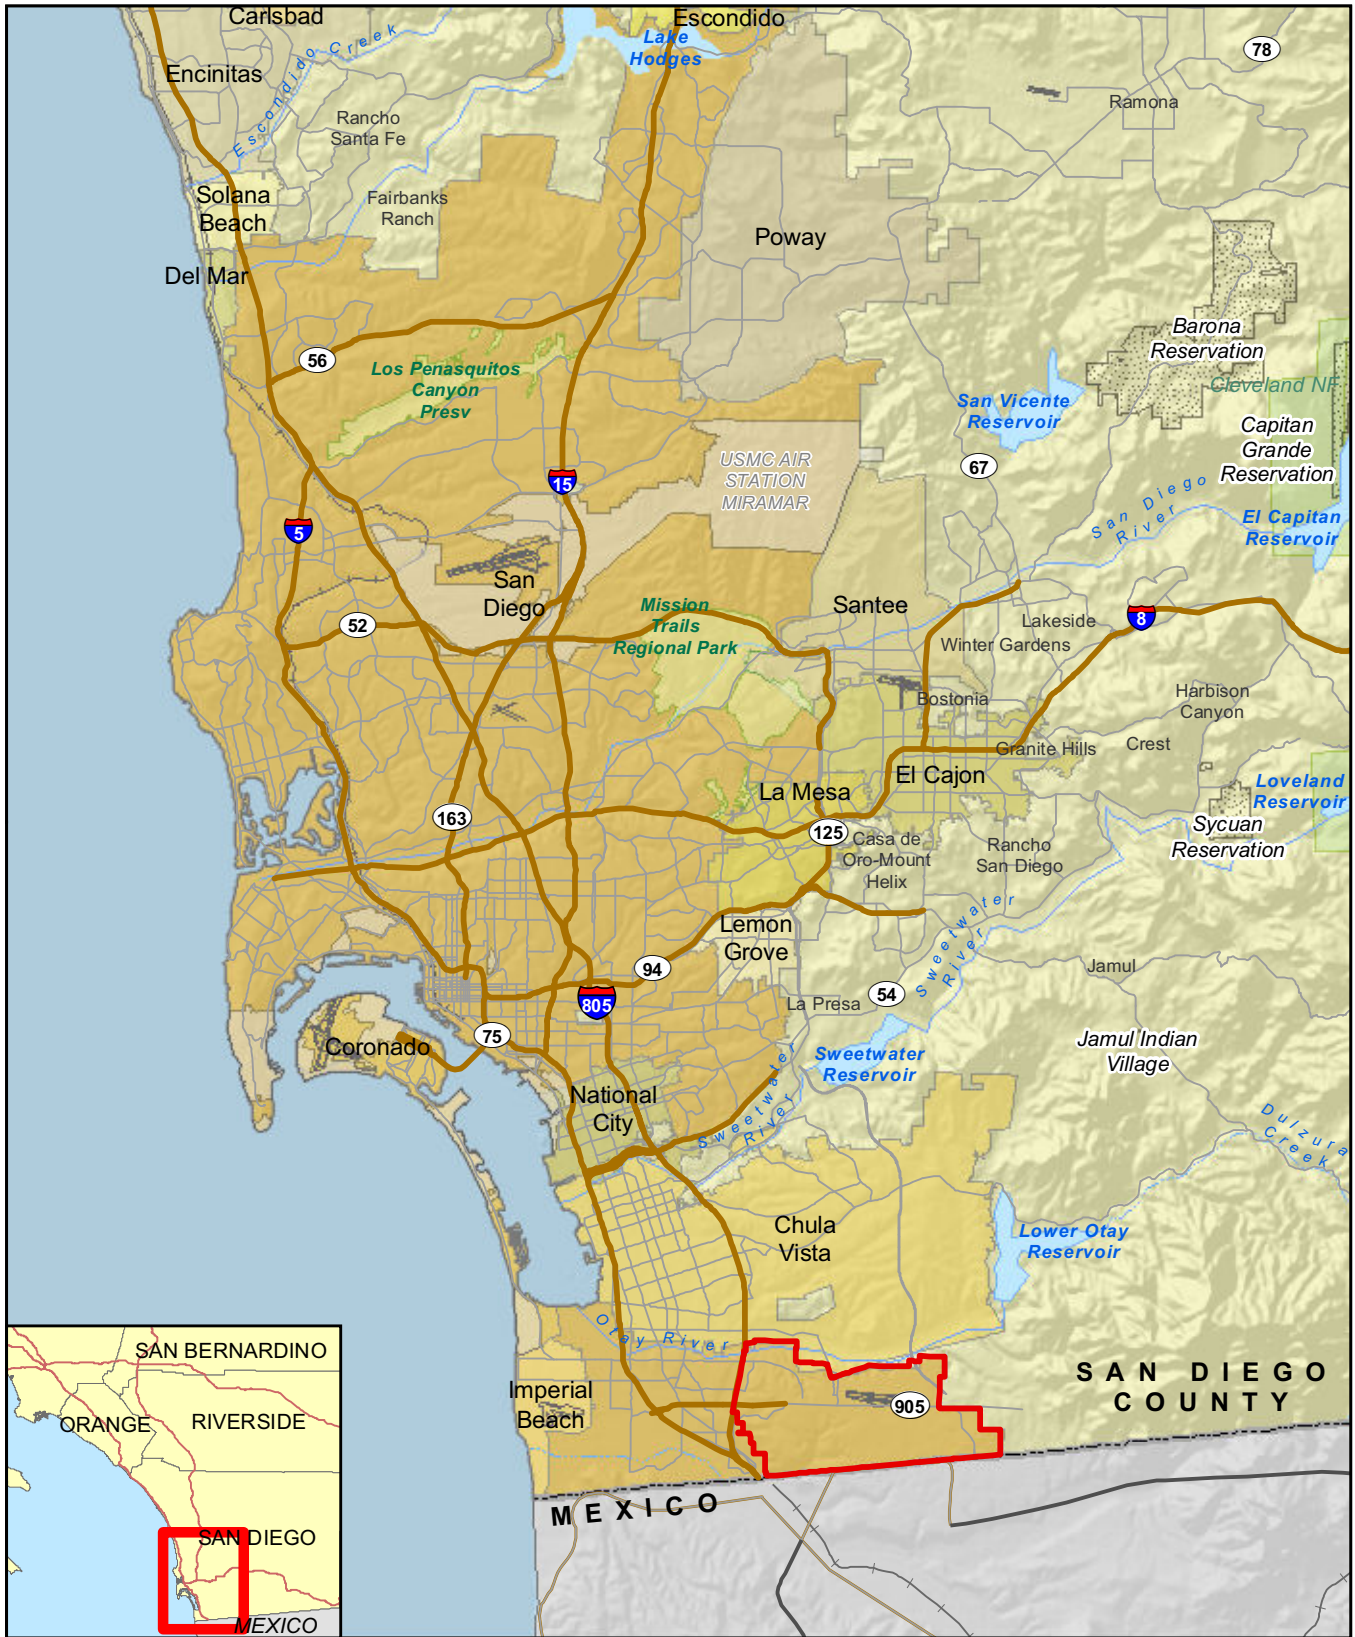 Carlsbad
Escondido
Lake
Hodges
78
Encinitas
Escondido Creek
Ramona
Rancho
Santa Fe
Solana
Beach
Fairbanks
Ranch
Poway
Del Mar
Barona
Reservation
56
Los Penasquitos
Canyon
Presv
Cleveland NF
San Vicente
Reservoir
Capitan
Grande
Reservation
67
USMC AIR
STATION
MIRAMAR
15
San Diego
River
5
El Capitan
Reservoir
San
Diego
Mission
Trails
Regional Park
Santee
52
8
Lakeside
Winter Gardens
Bostonia
Harbison
Canyon
Granite Hills
Crest
El Cajon
La Mesa
Loveland
Reservoir
163
125
Sycuan
Reservation
Casa de
Oro-Mount
Helix
Rancho
San Diego
Sweetwater
River
Lemon
Grove
94
Jamul
54
La Presa
805
75
Coronado
Jamul Indian
Village
Sweetwater
Reservoir
National
City
Sweetwater
River
Dulzura
Creek
Chula
Vista
Lower Otay
Reservoir
Otay River
SAN DIEGO
COUNTY
Imperial
Beach
905
MEXICO
SAN BERNARDINO
ORANGE
RIVERSIDE
SAN DIEGO
MEXICO